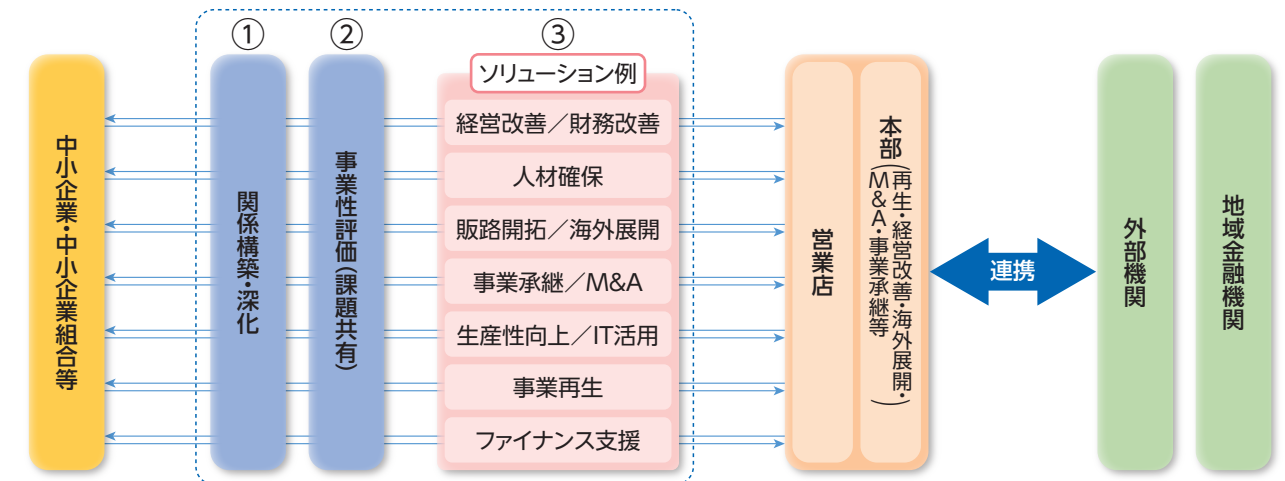 ①
②
③
ソリューション例
中小企業・中小企業組合等
関係構築・深化
事業性評価(課題共有)
経営改善／財務改善
人材確保
販路開拓／海外展開
事業承継／M&A
生産性向上／IT活用
事業再生
ファイナンス支援
営業店
本部(再生・経営改善・海外展開・
M&A・事業承継等)
連携
外部機関
地域金融機関